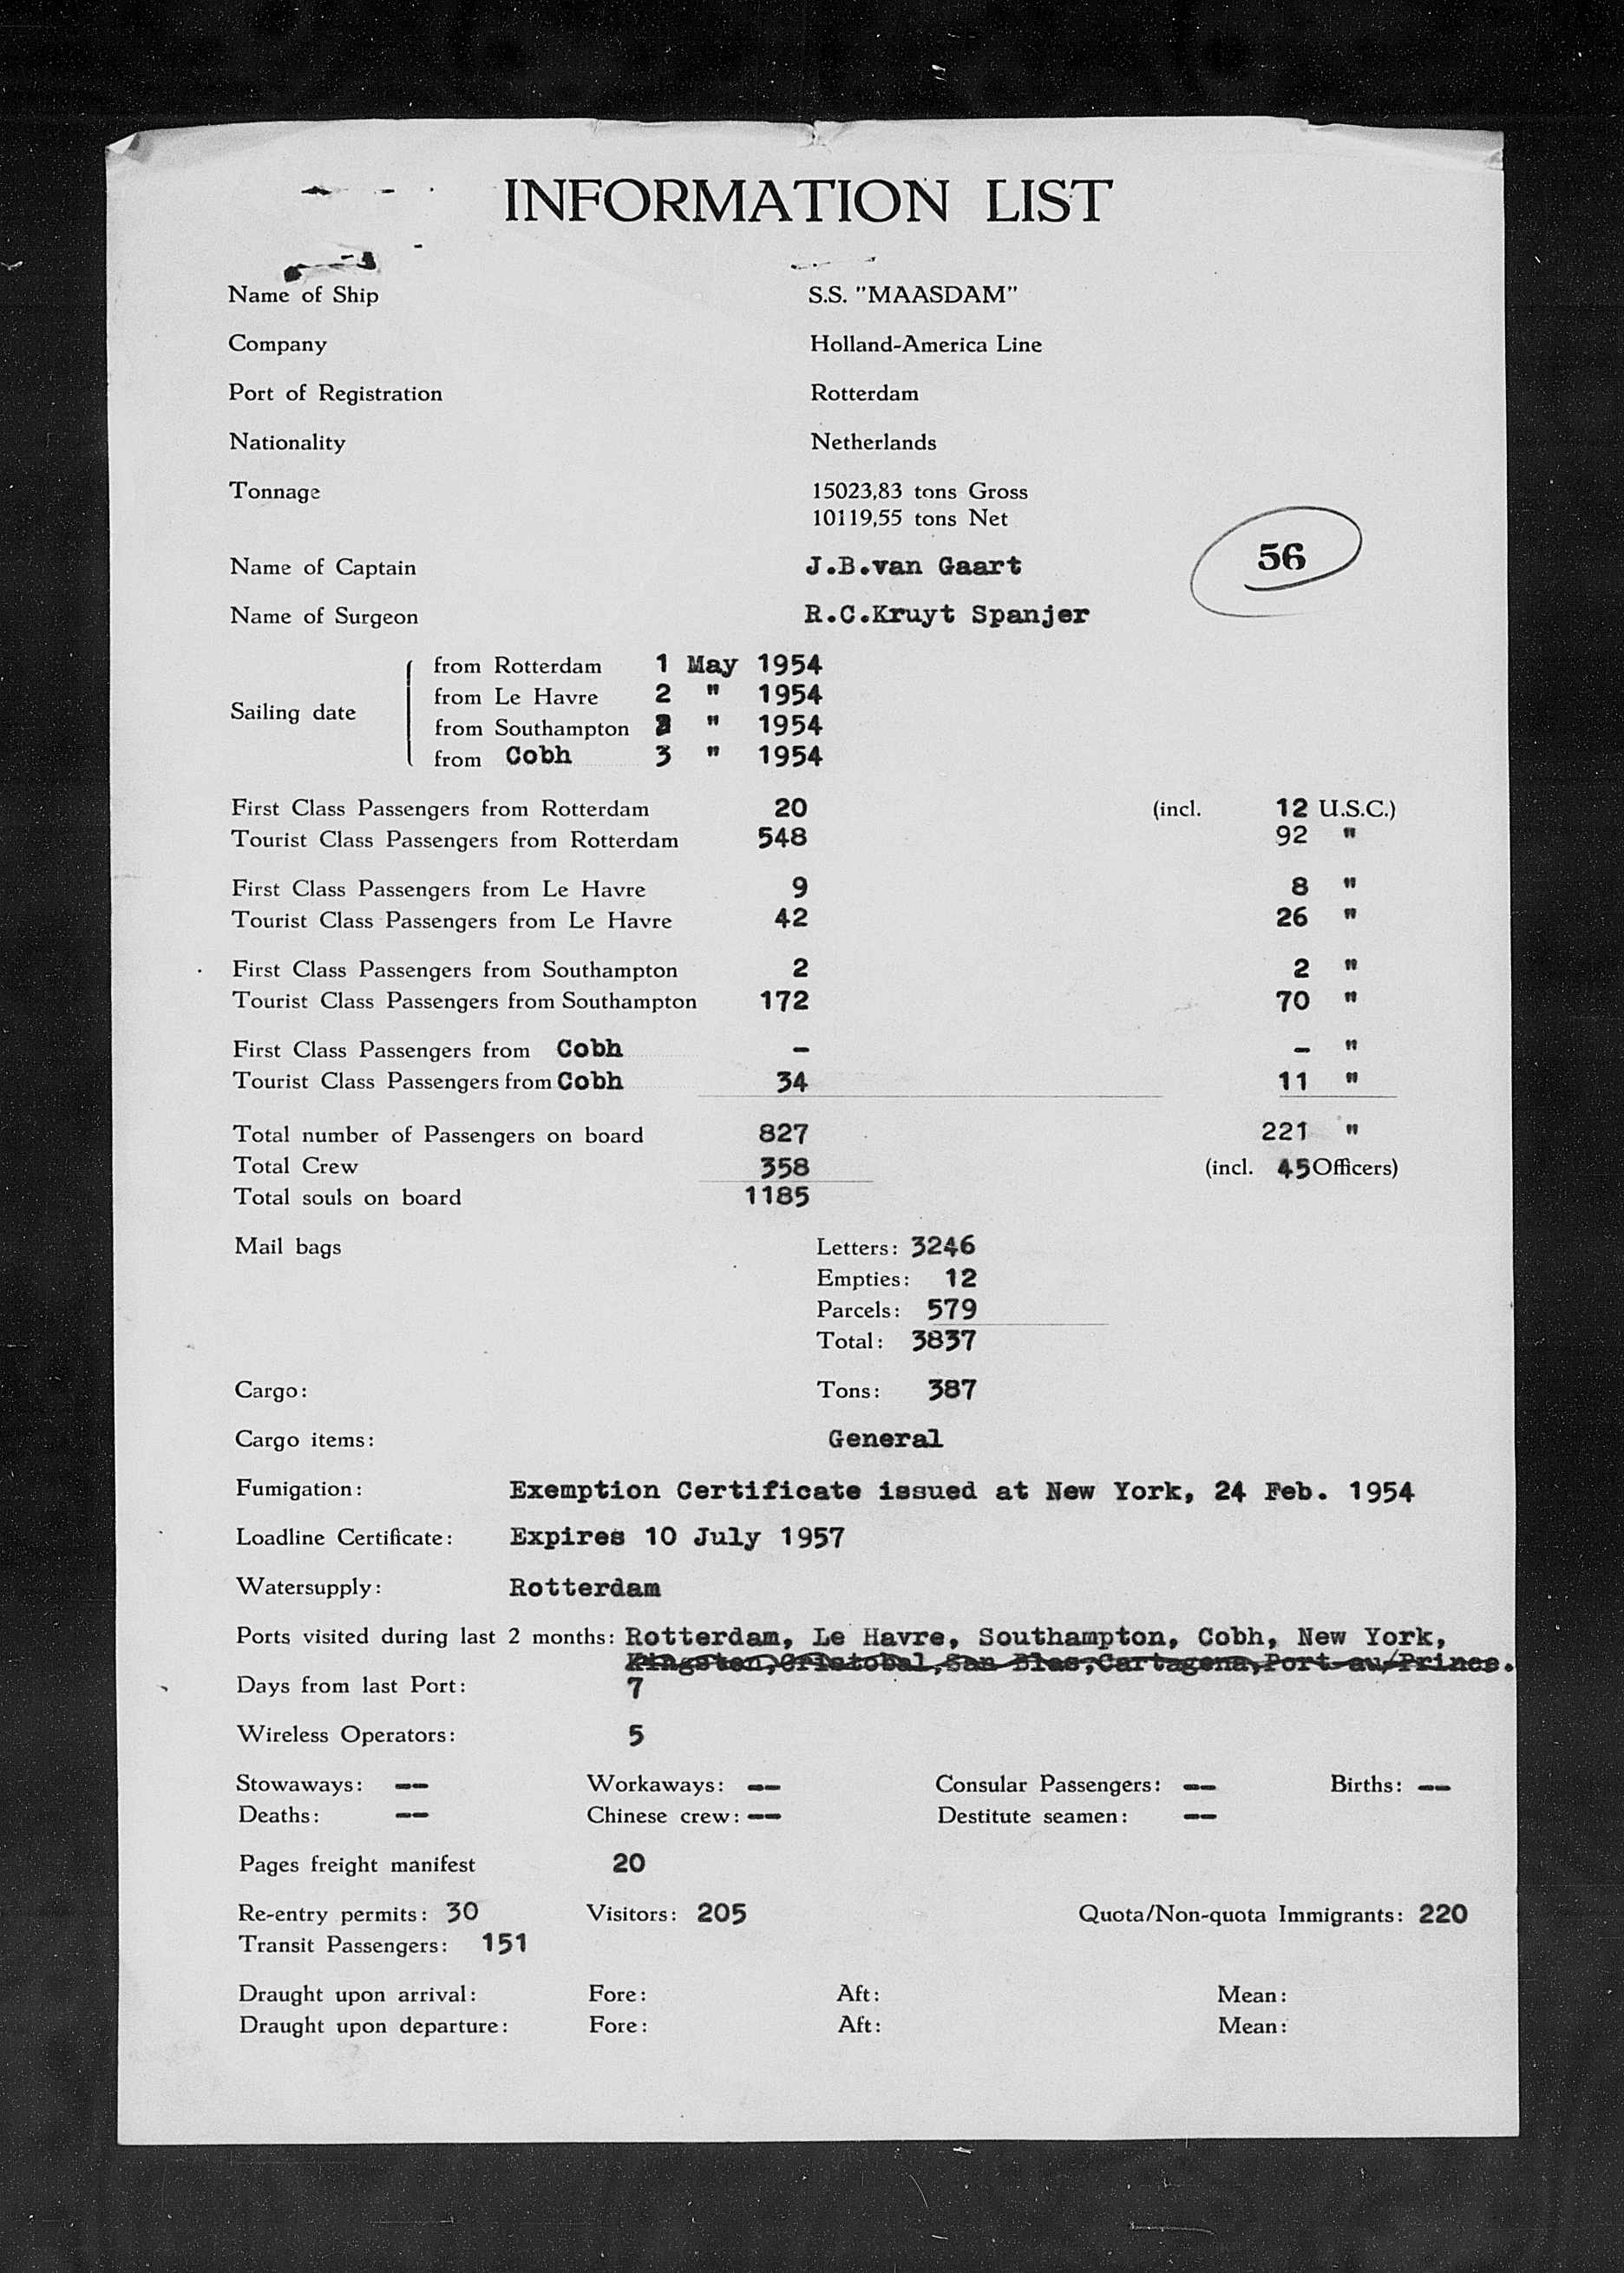 INFORMATION LIST
Name of Ship S.S. "MAASDAM"
Company Holland-America Line
Port of Registration Rotterdam
Nationality Netherlands
Tonnage 15023,83 tons Gross
10119,55 tons Net
56
Name of Captain J.B.van Gaart
Name of Surgeon R.C.Kruyt Spanjer
Sailing date
from Rotterdam 1 May 1954
from Le Havre 2 " 1954
from Southampton " 1954
from Cobh 3 " 1954
First Class Passengers from Rotterdam 20 (incl. 12 U.S.C.)
Tourist Class Passengers from Rotterdam 548 92 "
First Class Passengers from Le Havre 9 8 "
Tourist Class Passengers from Le Havre 42 26 "
First Class Passengers from Southampton 2 2 "
Tourist Class Passengers from Southampton 172 70 "
First Class Passengers from Cobh - - "
Tourist Class Passengers from Cobh 34 11 "
Total number of Passengers on board 827 221 "
Total Crew 358 (incl. 45 Officers)
Total souls on board 1185
Mail bags Letters: 3246
Empties: 12
Parcels: 579
Total: 3837
Cargo: Tons: 387
Cargo items: General
Fumigation: Exemption Certificate issued at New York, 24 Feb. 1954
Loadline Certificate: Expires 10 July 1957
Watersupply: Rotterdam
Ports visited during last 2 months: Rotterdam, Le Havre, Southampton, Cobh, New York,
Kingston,Cristobal,San Blas,Cartagena,Port-au/Prince.
Days from last Port: 7
Wireless Operators: 5
Stowaways: -- Workaways: -- Consular Passengers: -- Births: --
Deaths: -- Chinese crew: -- Destitute seamen: --
Pages freight manifest 20
Re-entry permits: 30 Visitors: 205 Quota/Non-quota Immigrants: 220
Transit Passengers: 151
Draught upon arrival: Fore: Aft: Mean:
Draught upon departure: Fore: Aft: Mean: